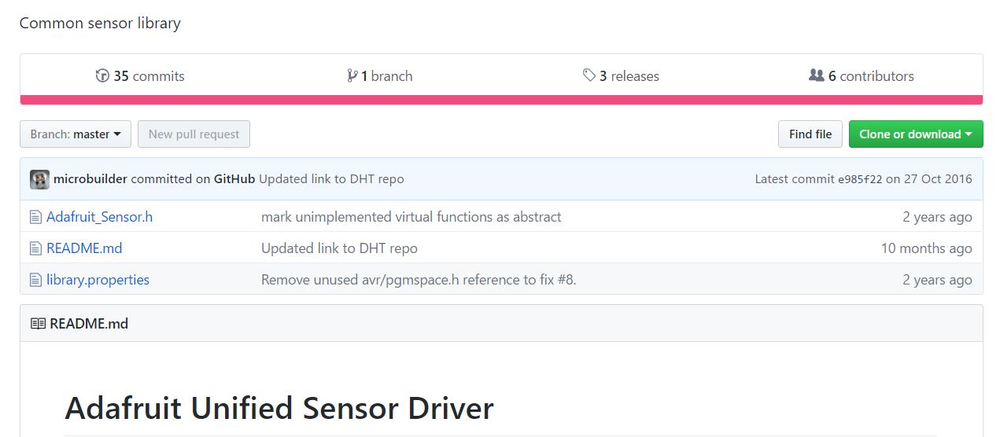 Common sensor library
35 commits 1 branch 3 releases 6 contributors
Branch: master New pull request Find file Clone or download
microbuilder committed on GitHub Updated link to DHT repo Latest commit e985f22 on 27 Oct 2016
Adafruit_Sensor.h mark unimplemented virtual functions as abstract 2 years ago
README.md Updated link to DHT repo 10 months ago
library.properties Remove unused avr/pgmspace.h reference to fix #8. 2 years ago
README.md
Adafruit Unified Sensor Driver